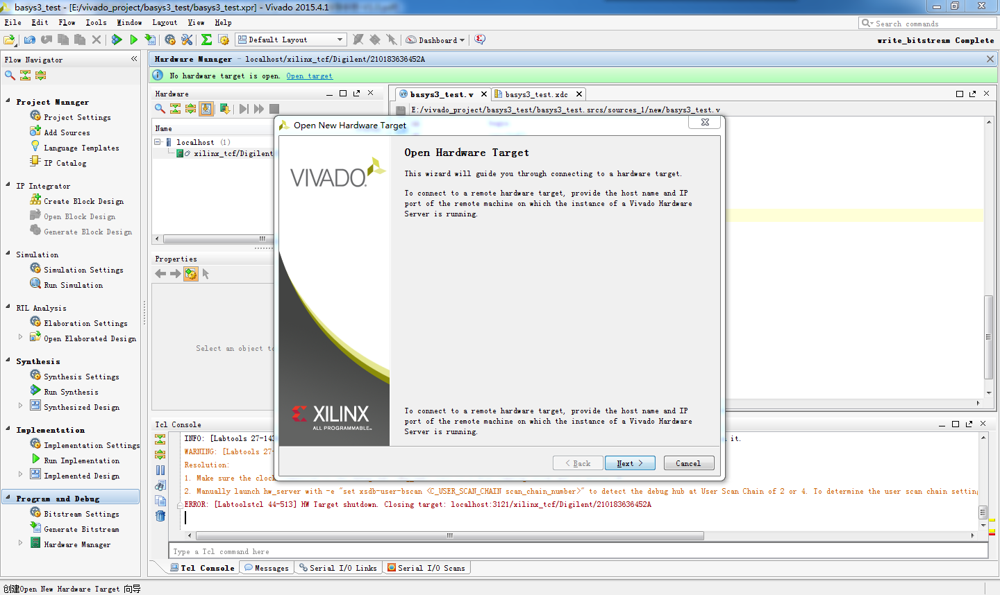 basys3_test - [E:/vivado_project/basys3_test/basys3_test.xpr] - Vivado 2015.4.1
File Edit Flow Tools Window Layout View Help
Search commands
Default Layout
Dashboard
write_bitstream Complete
Flow Navigator
Project Manager
Project Settings
Add Sources
Language Templates
IP Catalog
IP Integrator
Create Block Design
Open Block Design
Generate Block Design
Simulation
Simulation Settings
Run Simulation
RTL Analysis
Elaboration Settings
Open Elaborated Design
Synthesis
Synthesis Settings
Run Synthesis
Synthesized Design
Implementation
Implementation Settings
Run Implementation
Implemented Design
Program and Debug
Bitstream Settings
Generate Bitstream
Hardware Manager
Hardware Manager - localhost/xilinx_tcf/Digilent/210183636452A
No hardware target is open. Open target
Hardware
Name
localhost (1)
xilinx_tcf/Digilent
Properties
Select an object to
basys3_test.v
basys3_test.xdc
E:/vivado_project/basys3_test/basys3_test.srcs/sources_1/new/basys3_test.v
Open New Hardware Target
VIVADO.
XILINX
ALL PROGRAMMABLE™
Open Hardware Target
This wizard will guide you through connecting to a hardware target.
To connect to a remote hardware target, provide the host name and IP
port of the remote machine on which the instance of a Vivado Hardware
Server is running.
To connect to a remote hardware target, provide the host name and IP
port of the remote machine on which the instance of a Vivado Hardware
Server is running.
< Back
Next >
Cancel
Tcl Console
INFO: [Labtools 27-143
it.
WARNING: [Labtools 27-
Resolution:
1. Make sure the clock
2. Manually launch hw_server with -e "set xsdb-user-bscan <C_USER_SCAN_CHAIN scan_chain_number>" to detect the debug hub at User Scan Chain of 2 or 4. To determine the user scan chain setting
ERROR: [Labtoolstcl 44-513] HW Target shutdown. Closing target: localhost:3121/xilinx_tcf/Digilent/210183636452A
Type a Tcl command here
Tcl Console
Messages
Serial I/O Links
Serial I/O Scans
创建Open New Hardware Target 向导